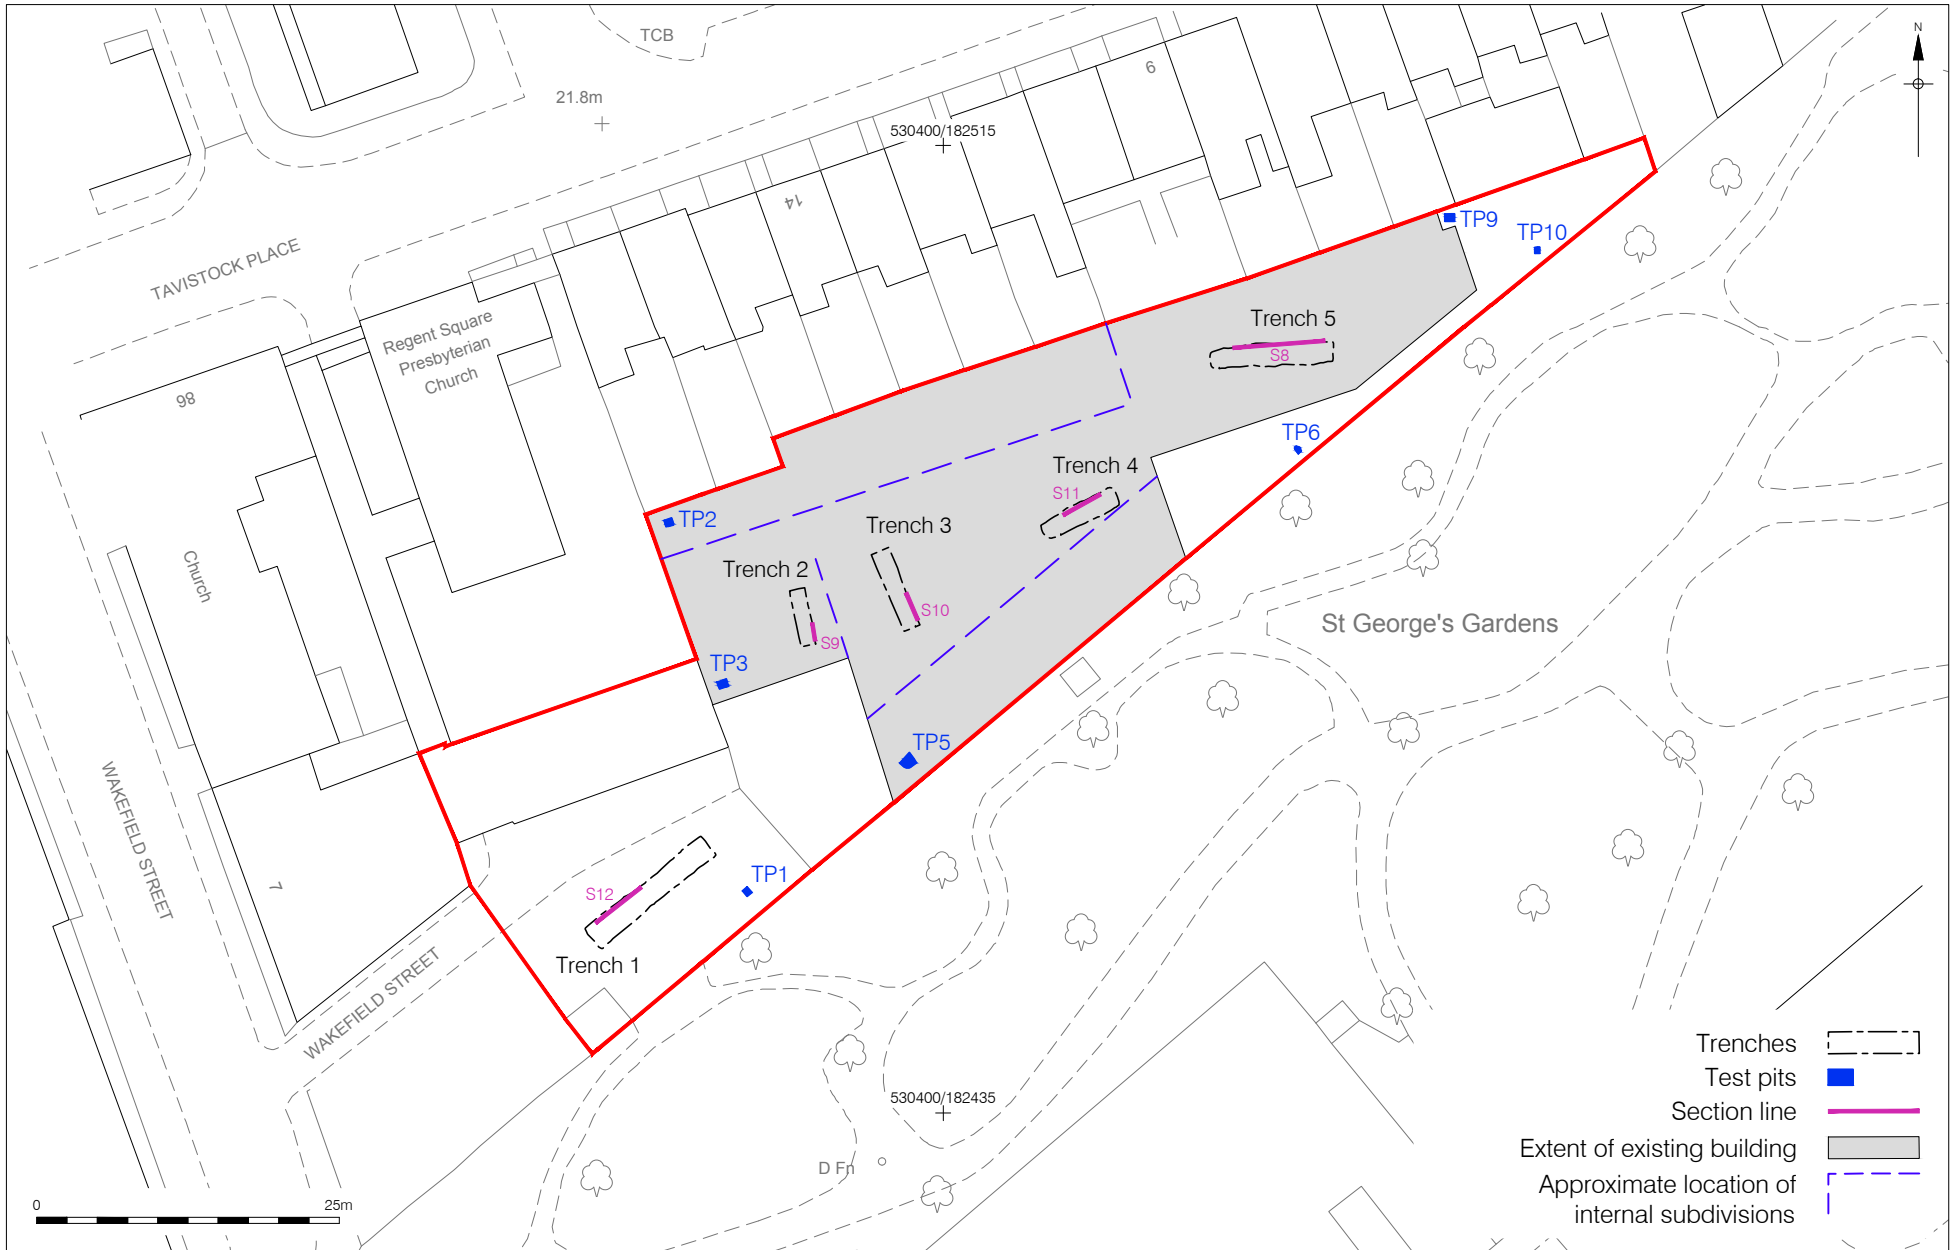 TCB
9
N
21.8m
530400/182515
14
TAVISTOCK PLACE
TP9
TP10
Regent Square
Presbyterian
Church
Trench 5
S8
98
TP6
Trench 4
S11
TP2
Trench 3
Trench 2
S10
S9
Church
St George's Gardens
TP3
TP5
WAKEFIELD STREET
7
TP1
S12
Trench 1
WAKEFIELD STREET
530400/182435
D Fn
Trenches
Test pits
Section line
Extent of existing building
Approximate location of
internal subdivisions
0
25m